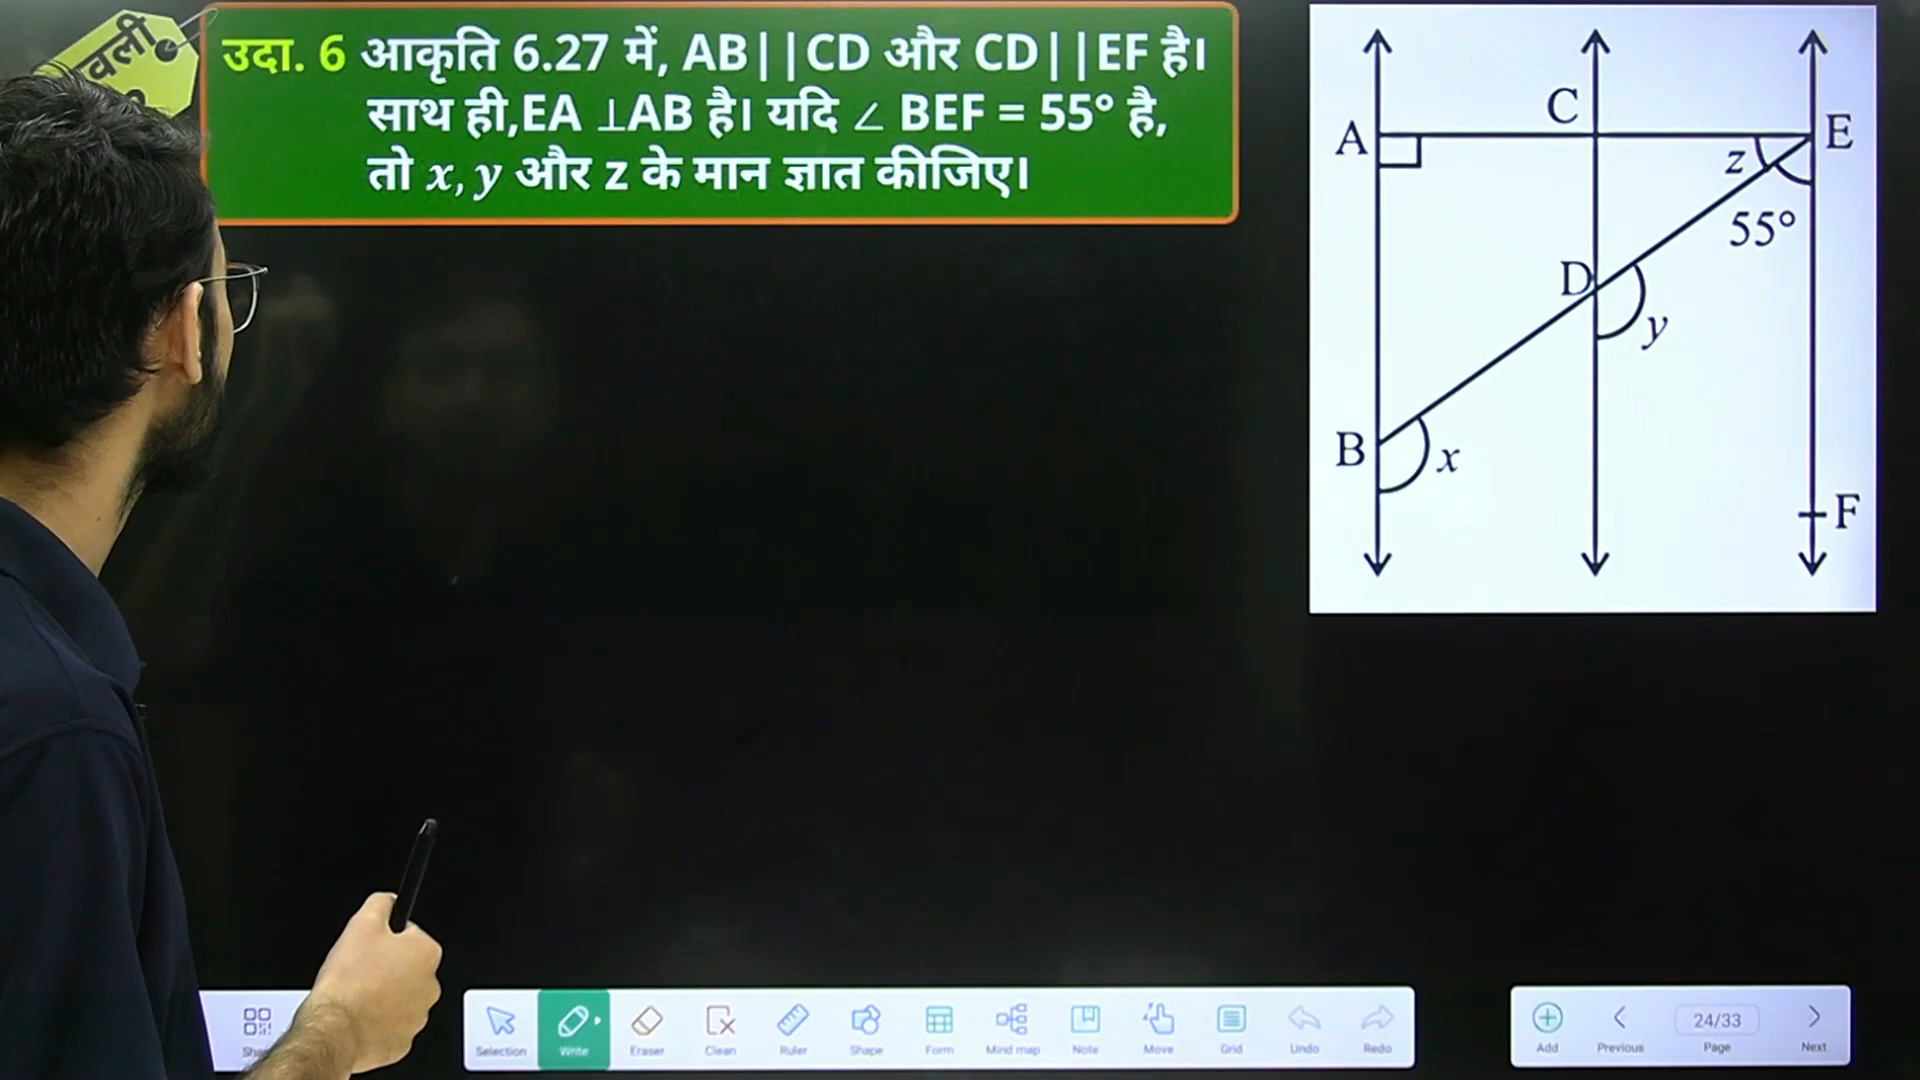 वली
उदा. 6 आकृति 6.27 में, AB||CD और CD||EF है।
साथ ही,EA ⊥AB है। यदि ∠ BEF = 55° है,
तो x, y और z के मान ज्ञात कीजिए।
A
C
E
z
55°
D
y
B
x
F
Selection
Write
Eraser
Clean
Ruler
Shape
Form
Mind map
Note
Move
Grid
Undo
Redo
Add
Previous
24/33
Page
Next